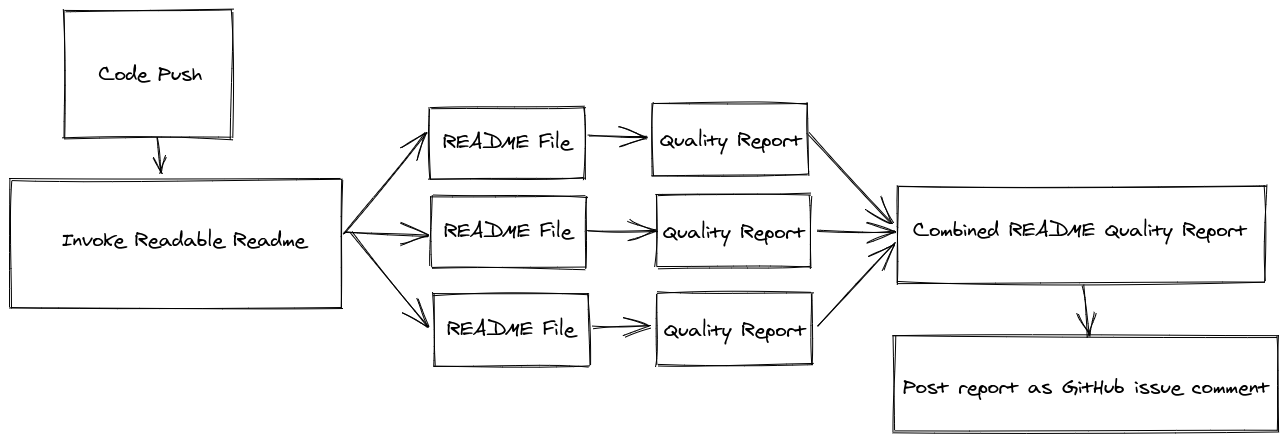 Code Push
Invoke Readable Readme
README File
Quality Report
README File
Quality Report
README File
Quality Report
Combined README Quality Report
Post report as GitHub issue comment